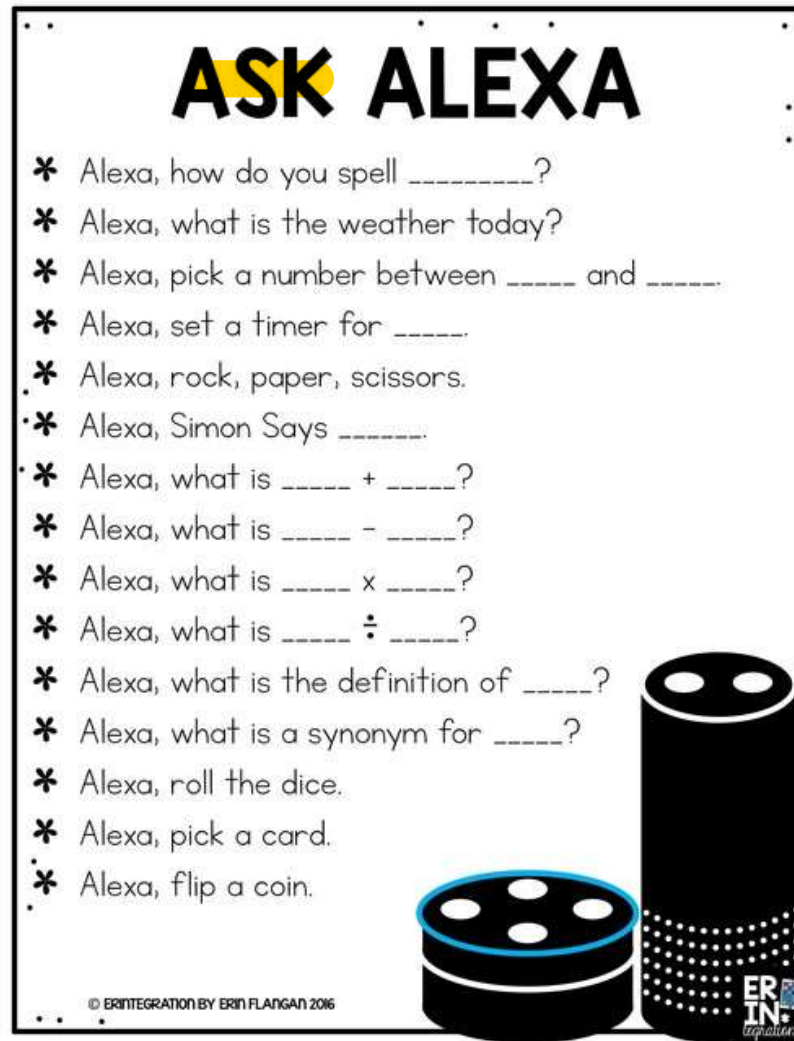 ASK ALEXA
* Alexa, how do you spell _________?
* Alexa, what is the weather today?
* Alexa, pick a number between _____ and _____.
* Alexa, set a timer for _____.
* Alexa, rock, paper, scissors.
* Alexa, Simon Says ______.
* Alexa, what is _____ + _____?
* Alexa, what is _____ - _____?
* Alexa, what is _____ x _____?
* Alexa, what is _____ ÷ _____?
* Alexa, what is the definition of _____?
* Alexa, what is a synonym for _____?
* Alexa, roll the dice.
* Alexa, pick a card.
* Alexa, flip a coin.
© ERINTEGRATION BY ERIN FLANGAN 2016
ER
IN*
tegration